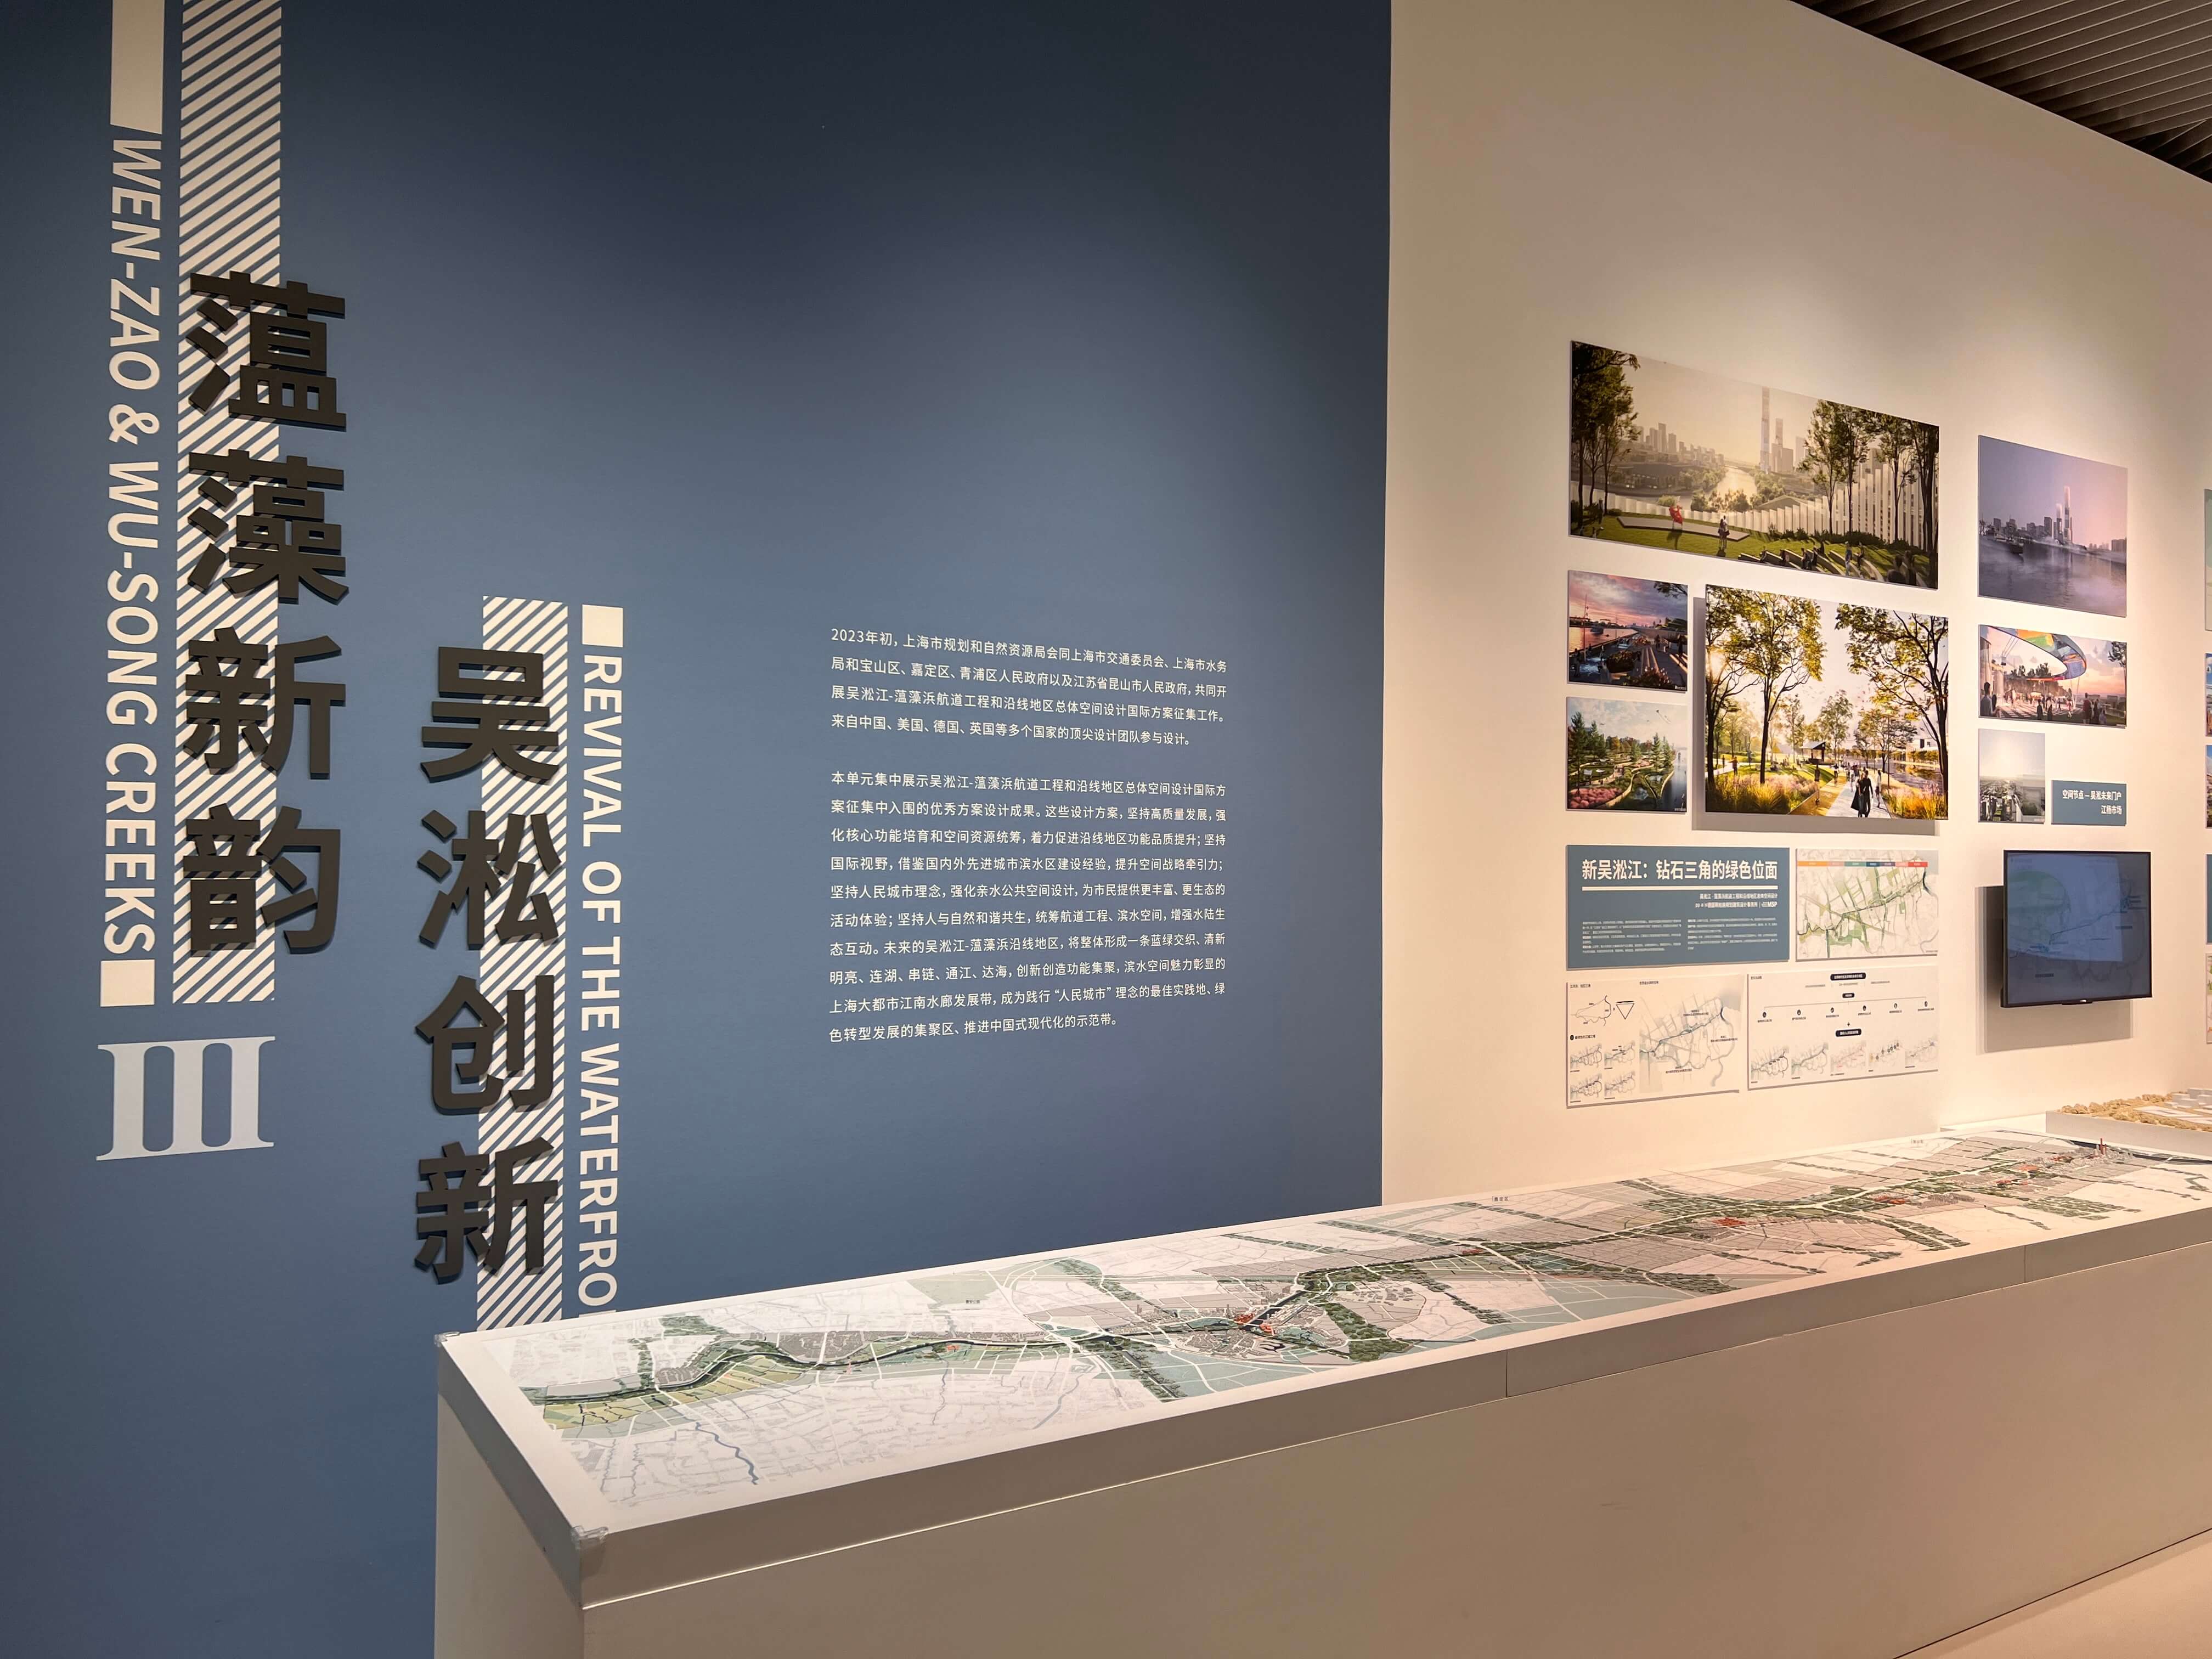 WEN-ZAO & WU-SONG CREEKS
蕰藻新韵
III
吴淞创新
REVIVAL OF THE WATERFRO
2023年初，上海市规划和自然资源局会同上海市交通委员会、上海市水务
局和宝山区、嘉定区、青浦区人民政府以及江苏省昆山市人民政府，共同开
展吴淞江-蕰藻浜航道工程和沿线地区总体空间设计国际方案征集工作。
来自中国、美国、德国、英国等多个国家的顶尖设计团队参与设计。
本单元集中展示吴淞江-蕰藻浜航道工程和沿线地区总体空间设计国际方
案征集中入围的优秀方案设计成果。这些设计方案，坚持高质量发展，强
化核心功能培育和空间资源统筹，着力促进沿线地区功能品质提升；坚持
国际视野，借鉴国内外先进城市滨水区建设经验，提升空间战略牵引力；
坚持人民城市理念，强化亲水公共空间设计，为市民提供更丰富、更生态的
活动体验；坚持人与自然和谐共生，统筹航道工程、滨水空间，增强水陆生
态互动。未来的吴淞江-蕰藻浜沿线地区，将整体形成一条蓝绿交织、清新
明亮、连湖、串链、通江、达海，创新创造功能集聚，滨水空间魅力彰显的
上海大都市江南水廊发展带，成为践行“人民城市”理念的最佳实践地、绿
色转型发展的集聚区、推进中国式现代化的示范带。
空间节点—吴淞未来门户
江杨市场
新吴淞江：钻石三角的绿色位面